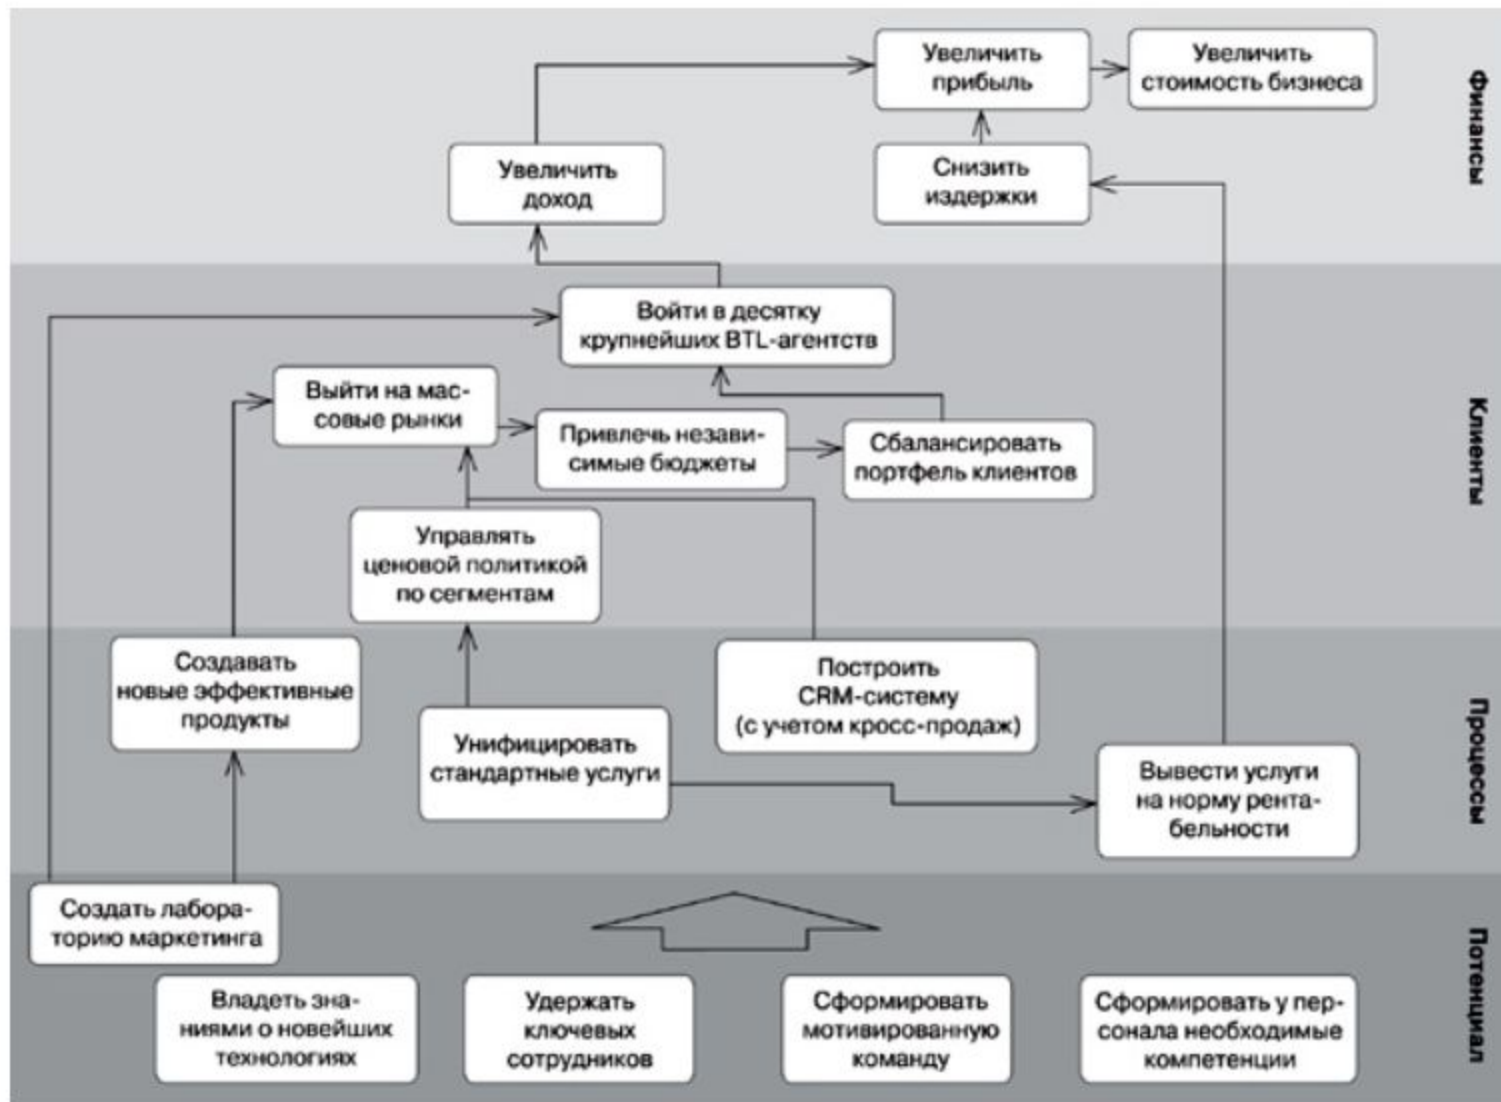 Увеличить
прибыль
Увеличить
стоимость бизнеса
Увеличить
доход
Снизить
издержки
Финансы
Войти в десятку
крупнейших BTL-агентств
Выйти на мас-
совые рынки
Привлечь незави-
симые бюджеты
Сбалансировать
портфель клиентов
Управлять
ценовой политикой
по сегментам
Клиенты
Создавать
новые эффективные
продукты
Построить
CRM-систему
(с учетом кросс-продаж)
Унифицировать
стандартные услуги
Вывести услуги
на норму рента-
бельности
Процессы
Создать лабора-
торию маркетинга
Владеть зна-
ниями о новейших
технологиях
Удержать
ключевых
сотрудников
Сформировать
мотивированную
команду
Сформировать у пер-
сонала необходимые
компетенции
Потенциал